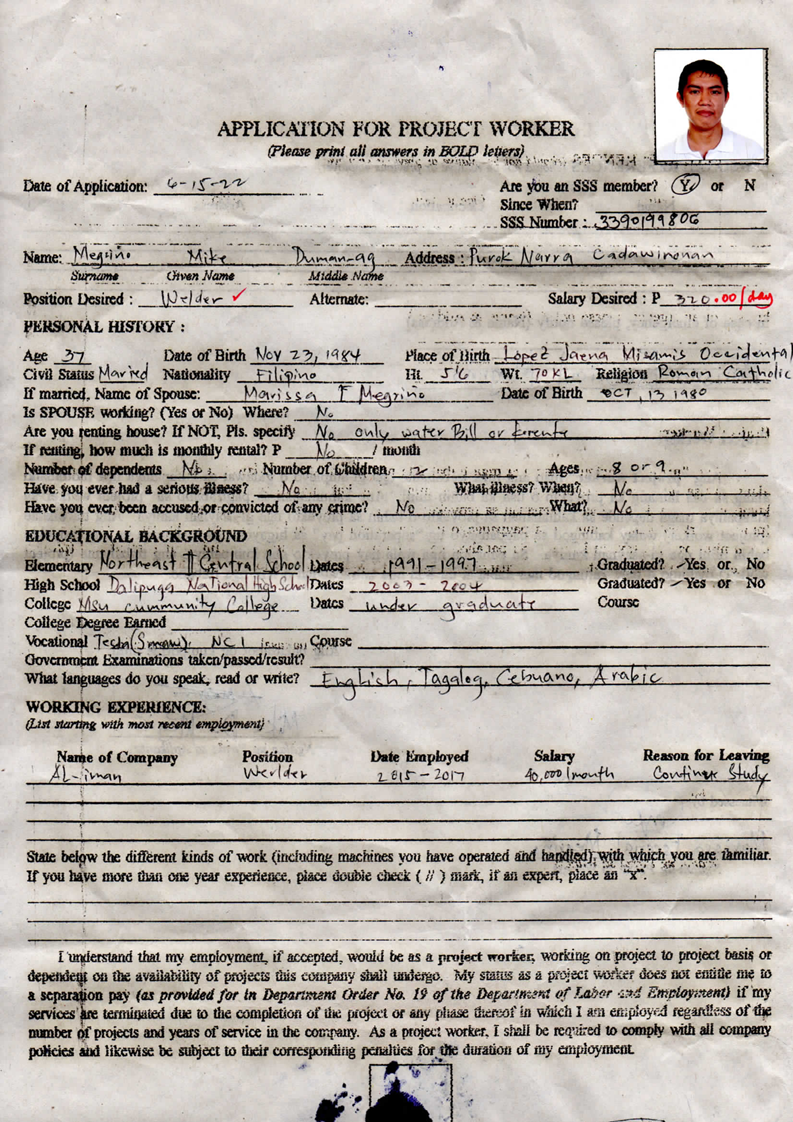 APPLICATION FOR PROJECT WORKER
(Please print all answers in BOLD letters)
Date of Application: 6-15-22 Are you an SSS member? Y or N
Since When?
SSS Number : 3390199806
Name: Megrino Mike Duman-ag Address : Purok Narra Cadawinonan
Surname Given Name Middle Name
Position Desired : Welder ✓ Alternate: Salary Desired : P 320.00/day
PERSONAL HISTORY :
Age 37 Date of Birth Nov 23, 1984 Place of Birth Lopez Jaena Misamis Occidental
Civil Status Married Nationality Filipino Ht. 5'6 Wt. 70 KL Religion Roman Catholic
If married, Name of Spouse: Marissa F Megrino Date of Birth OCT, 13 1980
Is SPOUSE working? (Yes or No) Where? No
Are you renting house? If NOT, Pls. specify No only water Bill or
If renting, how much is monthly rental? P No / month
Number of dependents No Number of Children 2 Ages 8 or 9
Have you ever had a serious illness? No What illness? When? No
Have you ever been accused or convicted of any crime? No What? No
EDUCATIONAL BACKGROUND
Elementary Northeast II Central School Dates 1991-1997 Graduated? ✓ Yes or No
High School Dalipuga National High School Dates 2003 - 2004 Graduated? ✓ Yes or No
College MSU cummunity College Dates under graduate Course
College Degree Earned
Vocational Tesda (Smaw). NC I Course
Government Examinations taken/passed/result?
What languages do you speak, read or write? English, Tagalog, Cebuano, Arabic
WORKING EXPERIENCE:
(List starting with most recent employment)
Name of Company Position Date Employed Salary Reason for Leaving
AL-iman Werlder 2015-2017 40,000/month Continue Study
State below the different kinds of work (including machines you have operated and handled) with which you are familiar.
If you have more than one year experience, place double check ( // ) mark, if an expert, place an "x".
I understand that my employment, if accepted, would be as a project worker, working on project to project basis or
dependent on the availability of projects this company shall undergo. My status as a project worker does not entitle me to
a separation pay (as provided for in Department Order No. 19 of the Department of Labor and Employment) if my
services are terminated due to the completion of the project or any phase thereof in which I am employed regardless of the
number of projects and years of service in the company. As a project worker, I shall be required to comply with all company
policies and likewise be subject to their corresponding penalties for the duration of my employment.